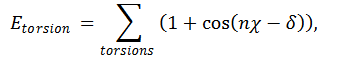 E_torsion = ∑_torsions (1 + cos(nχ − δ)),